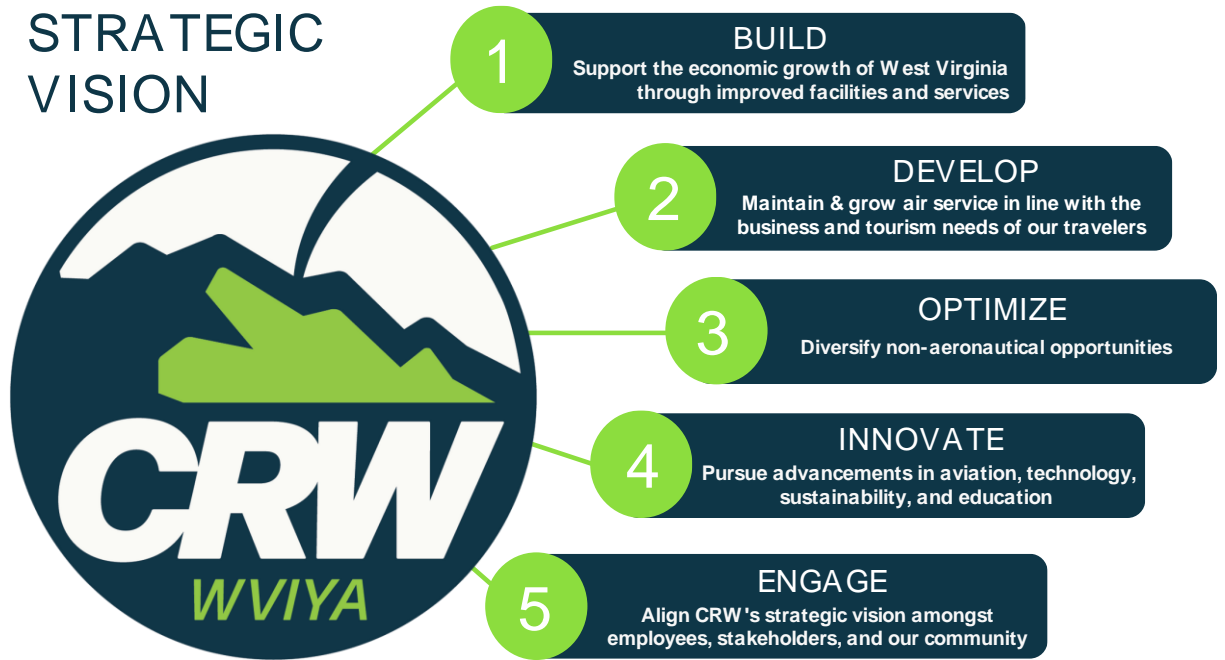 STRATEGIC
VISION
1
BUILD
Support the economic growth of West Virginia
through improved facilities and services
2
DEVELOP
Maintain & grow air service in line with the
business and tourism needs of our travelers
3
OPTIMIZE
Diversify non-aeronautical opportunities
4
INNOVATE
Pursue advancements in aviation, technology,
sustainability, and education
5
ENGAGE
Align CRW's strategic vision amongst
employees, stakeholders, and our community
CRW
WVIYA